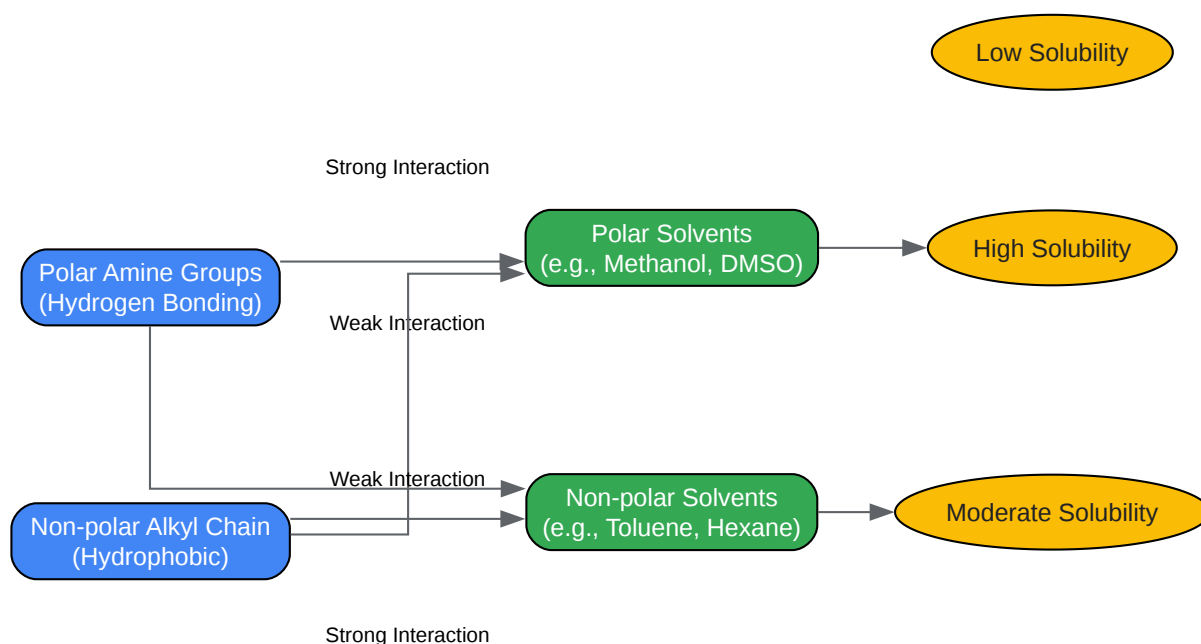 Low Solubility
Strong Interaction
Polar Solvents
(e.g., Methanol, DMSO)
High Solubility
Polar Amine Groups
(Hydrogen Bonding)
Weak Interaction
Weak Interaction
Non-polar Solvents
(e.g., Toluene, Hexane)
Moderate Solubility
Non-polar Alkyl Chain
(Hydrophobic)
Strong Interaction